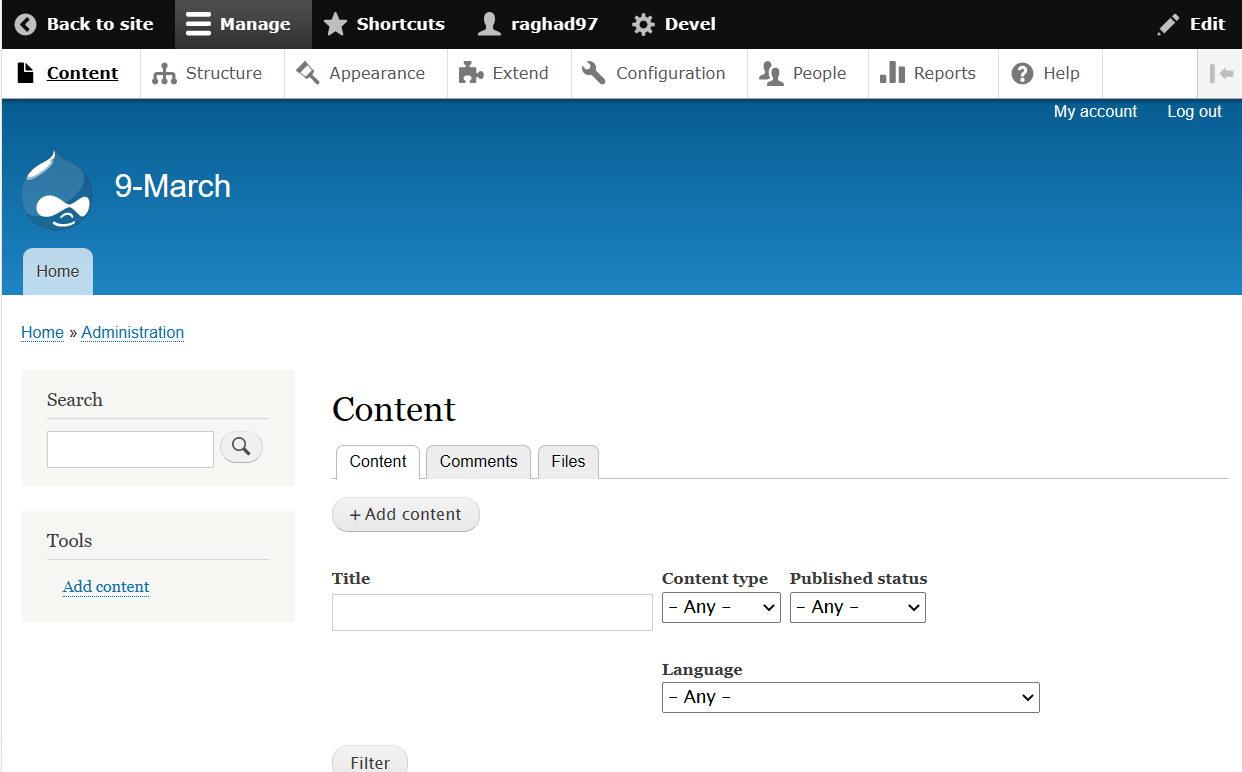 Back to site Manage Shortcuts raghad97 Devel Edit
Content Structure Appearance Extend Configuration People Reports Help
My account Log out
9-March
Home
Home » Administration
Search
Content
Content Comments Files
+ Add content
Tools
Add content
Title Content type Published status
- Any - - Any -
Language
- Any -
Filter